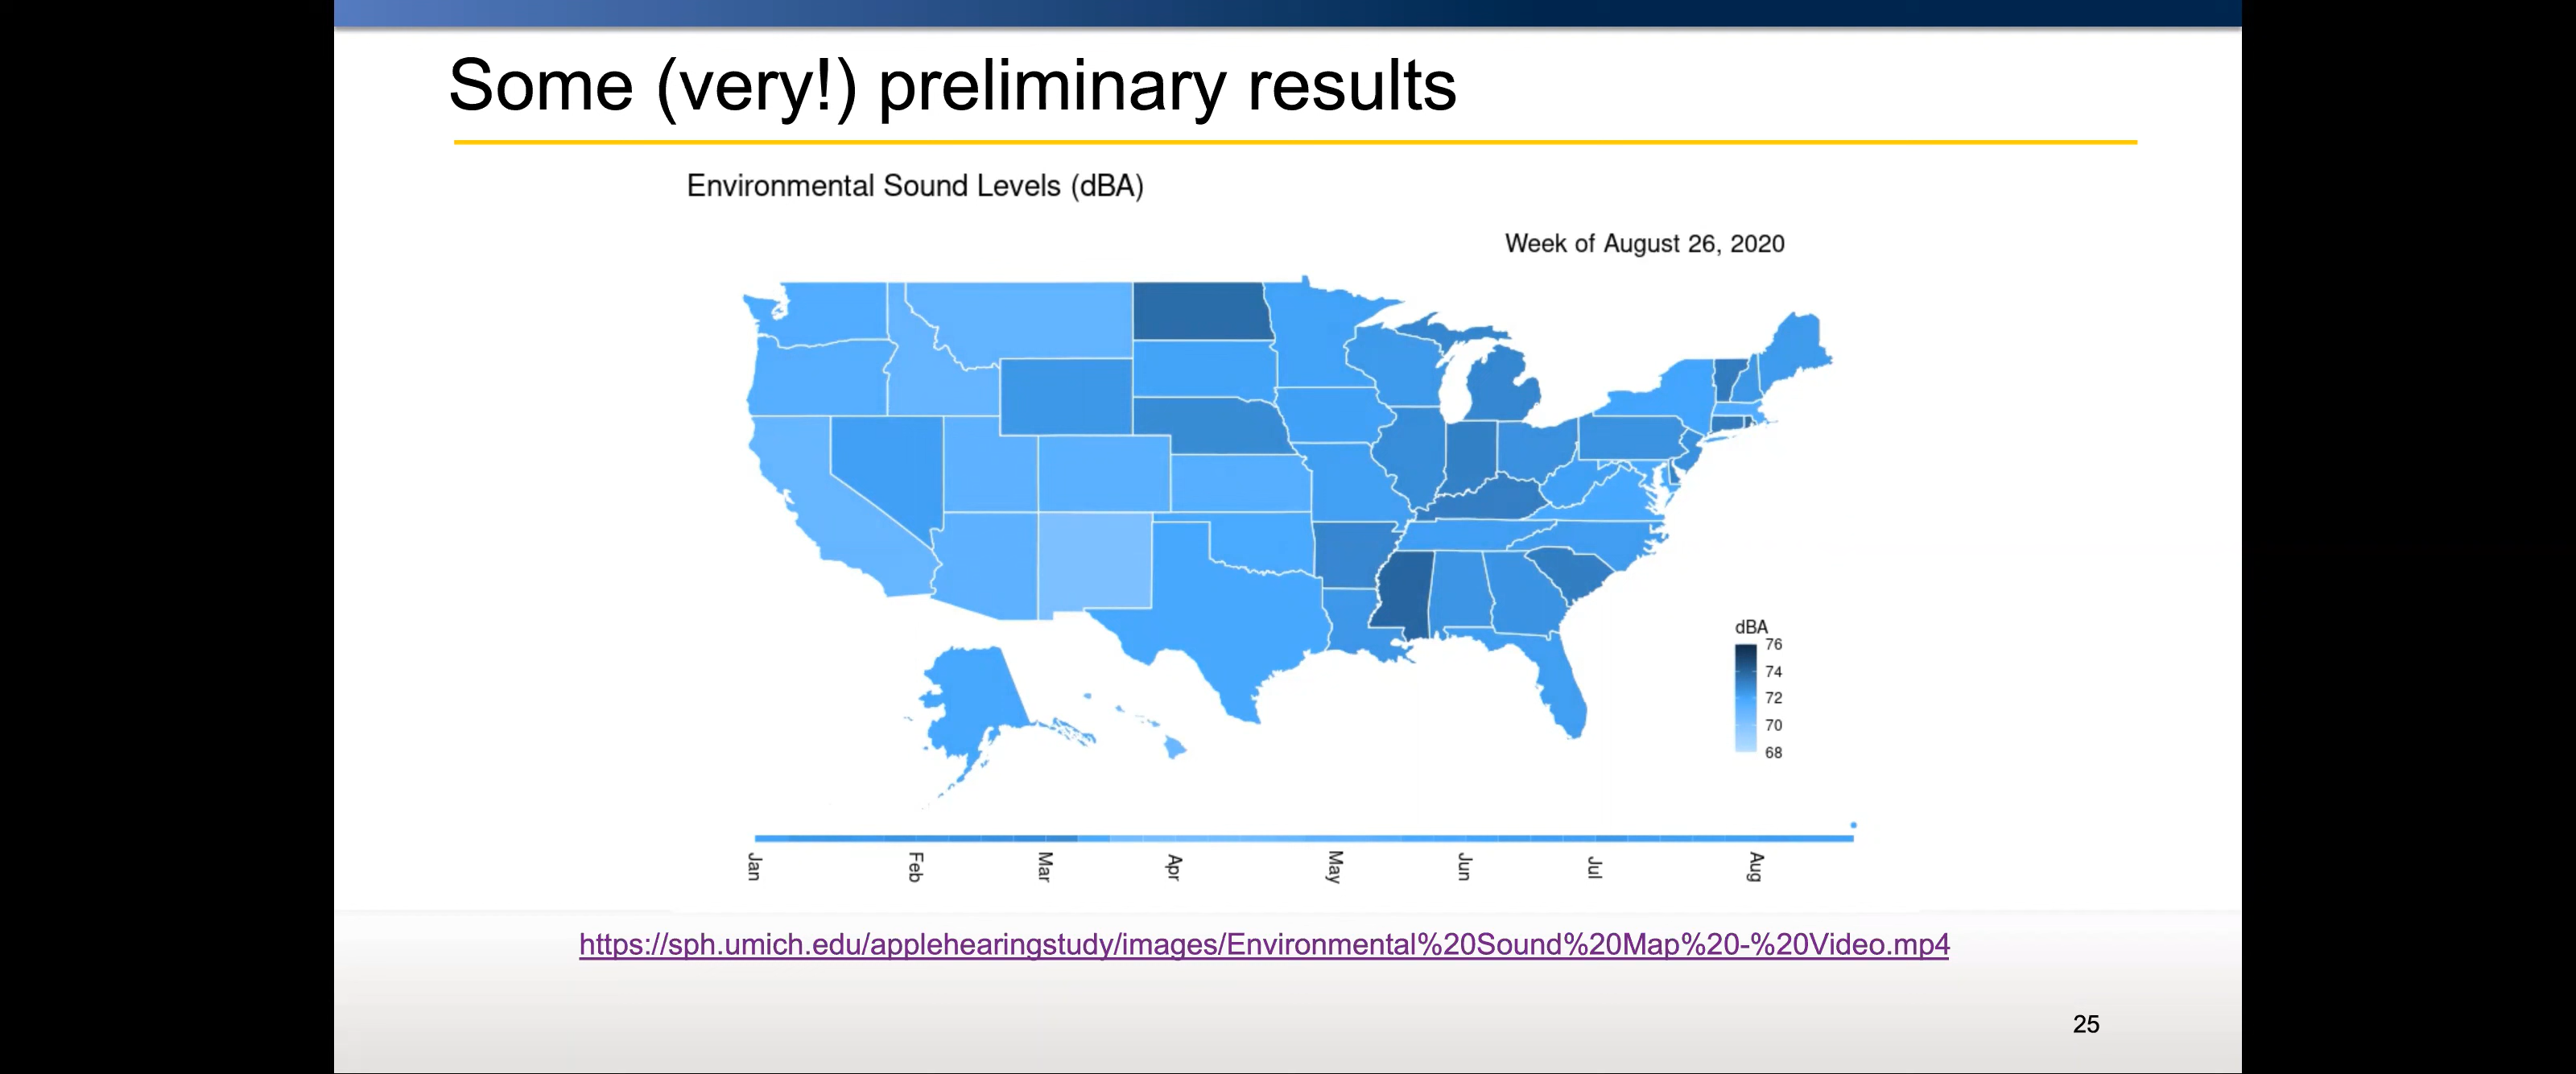 Some (very!) preliminary results
Environmental Sound Levels (dBA)
Week of August 26, 2020
dBA
76
74
72
70
68
Jan
Feb
Mar
Apr
May
Jun
Jul
Aug
https://sph.umich.edu/applehearingstudy/images/Environmental%20Sound%20Map%20-%20Video.mp4
25